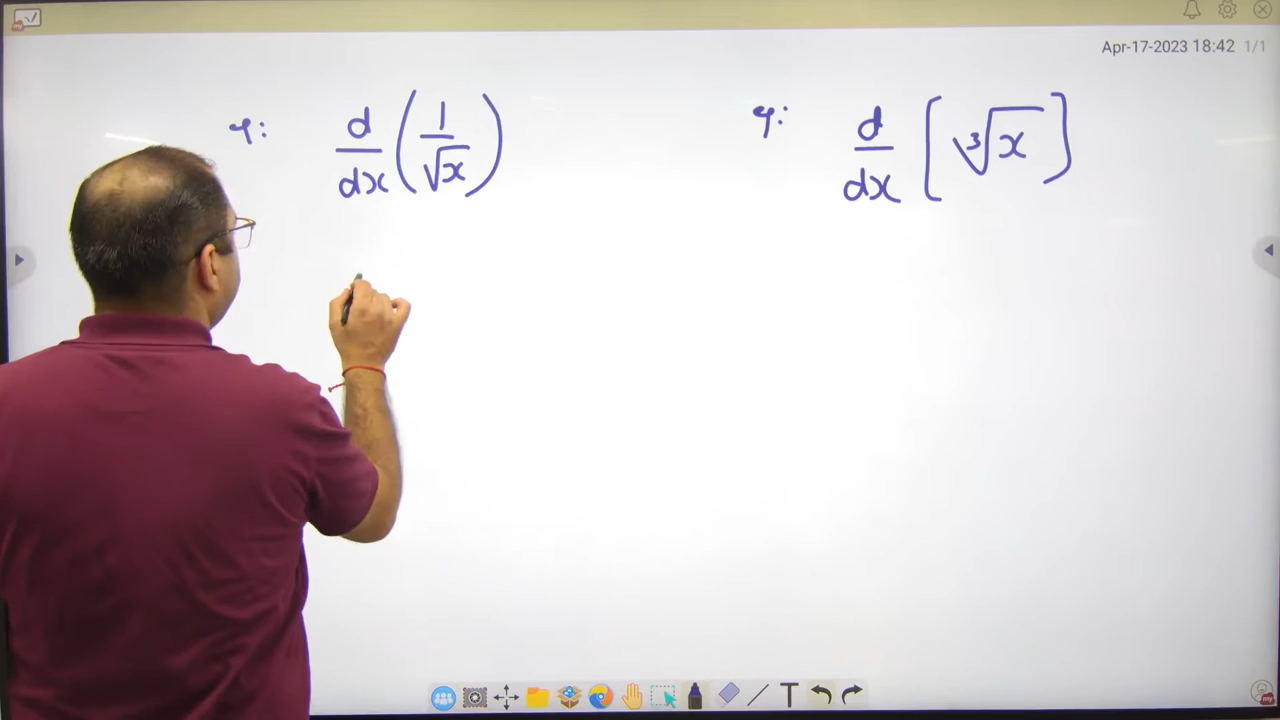 Apr-17-2023 18:42 1/1
q: d/dx (1/√x)
q: d/dx [∛x]
T